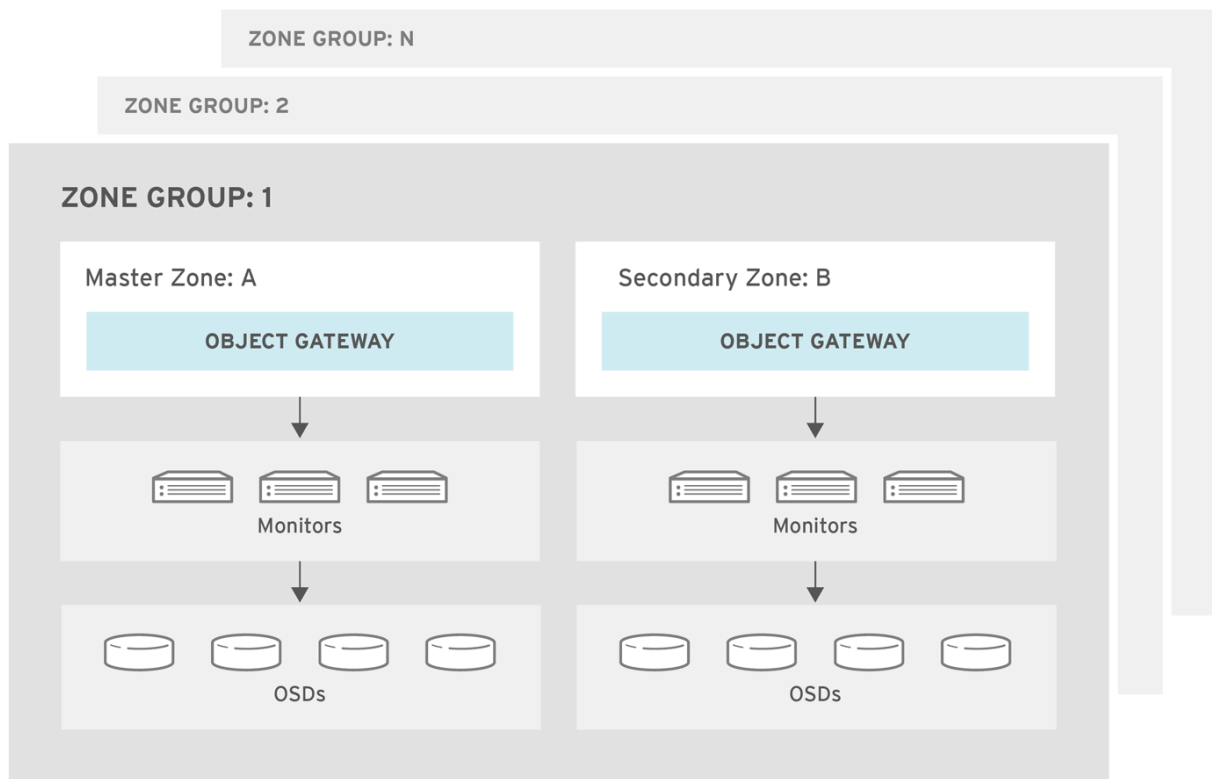 ZONE GROUP: N
ZONE GROUP: 2
ZONE GROUP: 1
Master Zone: A
Secondary Zone: B
OBJECT GATEWAY
OBJECT GATEWAY
Monitors
Monitors
OSDs
OSDs